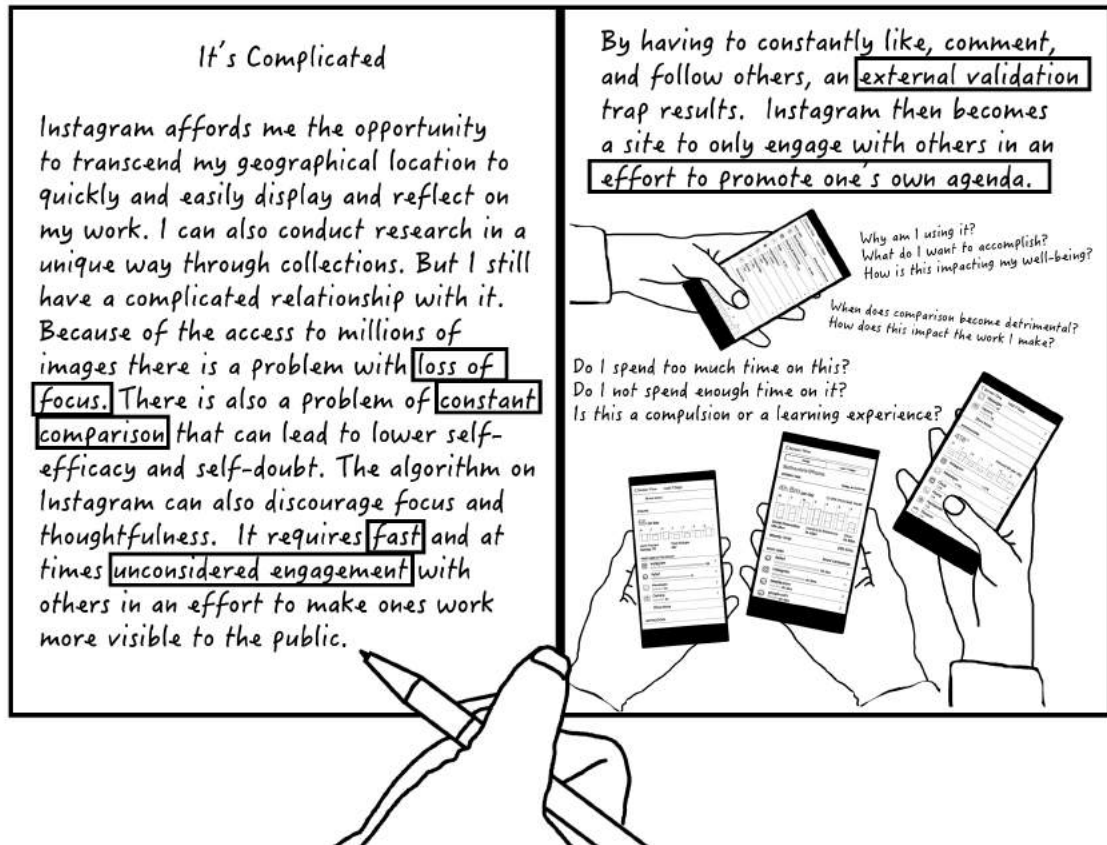 It's Complicated
Instagram affords me the opportunity
to transcend my geographical location to
quickly and easily display and reflect on
my work. I can also conduct research in a
unique way through collections. But I still
have a complicated relationship with it.
Because of the access to millions of
images there is a problem with loss of
focus. There is also a problem of constant
comparison that can lead to lower self-
efficacy and self-doubt. The algorithm on
Instagram can also discourage focus and
thoughtfulness. It requires fast and at
times unconsidered engagement with
others in an effort to make ones work
more visible to the public.
By having to constantly like, comment,
and follow others, an external validation
trap results. Instagram then becomes
a site to only engage with others in an
effort to promote one's own agenda.
Why am I using it?
What do I want to accomplish?
How is this impacting my well-being?
When does comparison become detrimental?
How does this impact the work I make?
Do I spend too much time on this?
Do I not spend enough time on it?
Is this a compulsion or a learning experience?